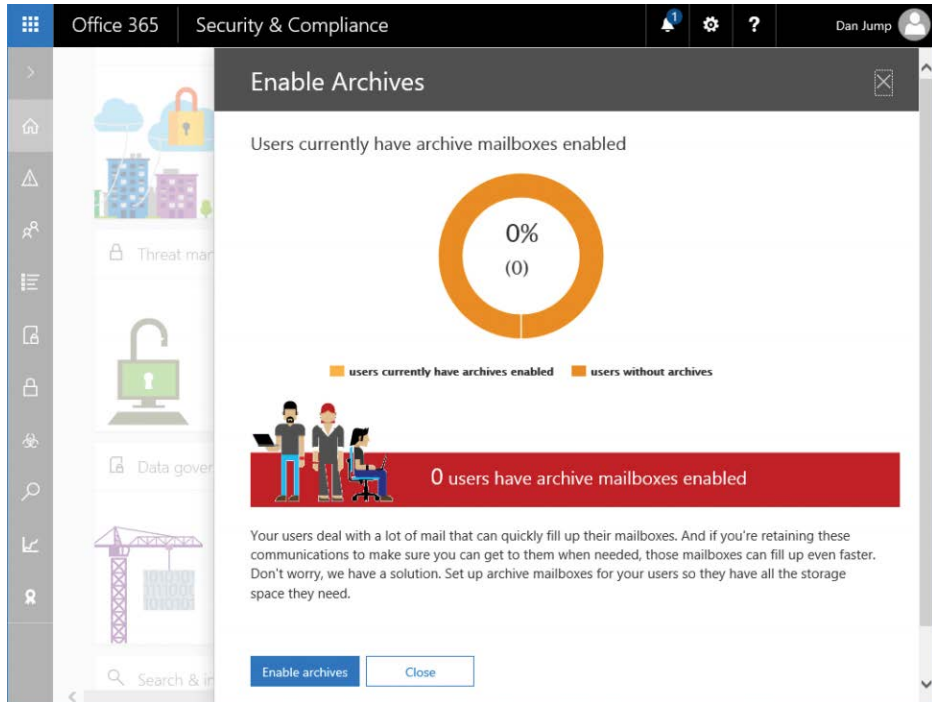 Office 365
Security & Compliance
1
?
Dan Jump
Enable Archives
Users currently have archive mailboxes enabled
0%
(0)
users currently have archives enabled
users without archives
Threat mar
0 users have archive mailboxes enabled
Data gover
Your users deal with a lot of mail that can quickly fill up their mailboxes. And if you're retaining these
communications to make sure you can get to them when needed, those mailboxes can fill up even faster.
Don't worry, we have a solution. Set up archive mailboxes for your users so they have all the storage
space they need.
Enable archives
Close
Search & in